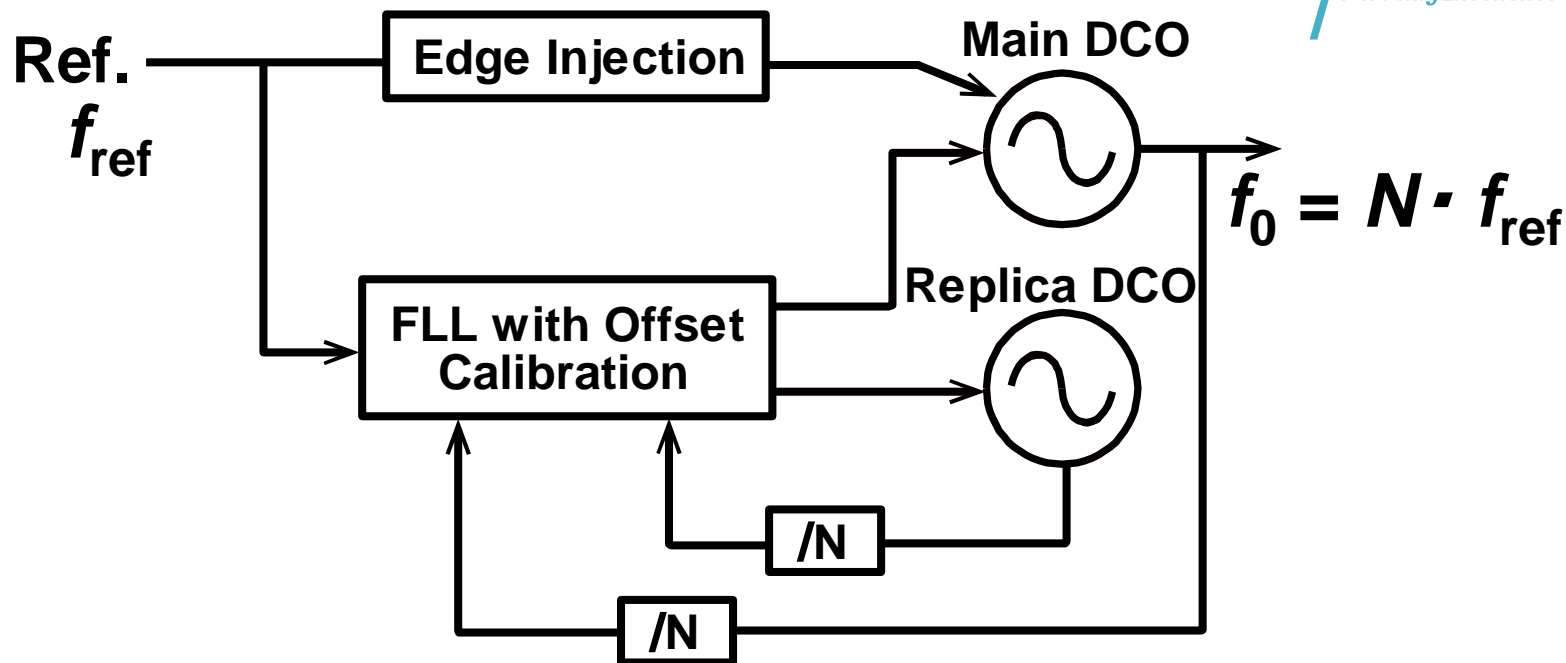 Main DCO
Ref.
Edge Injection
f_ref
f_0 = N · f_ref
Replica DCO
FLL with Offset
Calibration
/N
/N